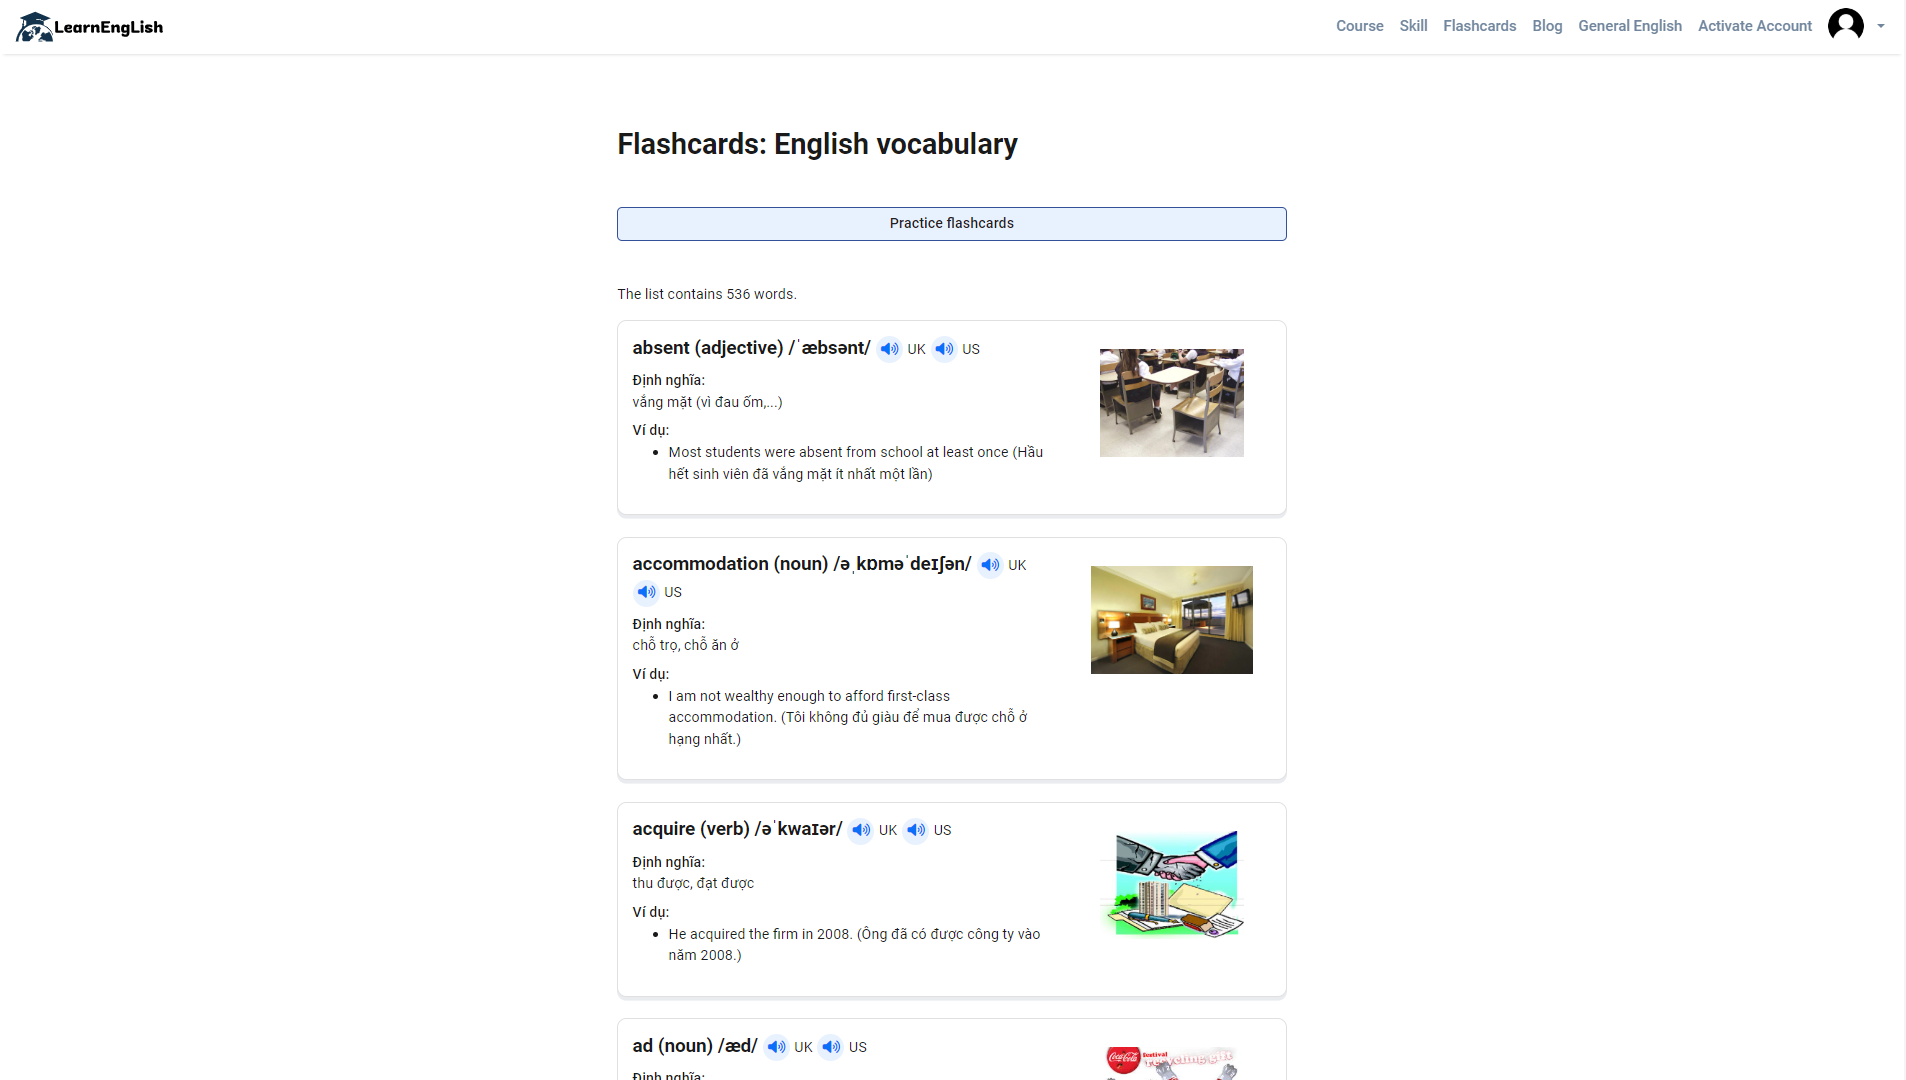 LearnEngLish
Course Skill Flashcards Blog General English Activate Account
Flashcards: English vocabulary
Practice flashcards
The list contains 536 words.
absent (adjective) /ˈæbsənt/ UK US
Định nghĩa:
vắng mặt (vì đau ốm,...)
Ví dụ:
Most students were absent from school at least once (Hầu
hết sinh viên đã vắng mặt ít nhất một lần)
accommodation (noun) /əˌkɒməˈdeɪʃən/ UK
US
Định nghĩa:
chỗ trọ, chỗ ăn ở
Ví dụ:
I am not wealthy enough to afford first-class
accommodation. (Tôi không đủ giàu để mua được chỗ ở
hạng nhất.)
acquire (verb) /əˈkwaɪər/ UK US
Định nghĩa:
thu được, đạt được
Ví dụ:
He acquired the firm in 2008. (Ông đã có được công ty vào
năm 2008.)
ad (noun) /æd/ UK US
Coca-Cola festival
Định nghĩa: